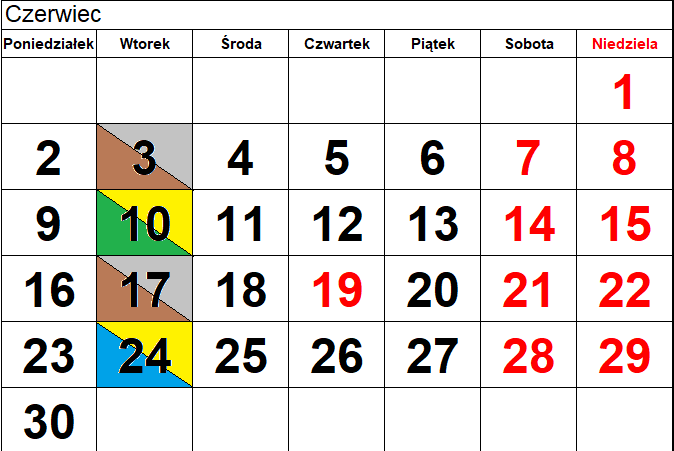 Czerwiec
Poniedziałek Wtorek Środa Czwartek Piątek Sobota Niedziela
1
2 3 4 5 6 7 8
9 10 11 12 13 14 15
16 17 18 19 20 21 22
23 24 25 26 27 28 29
30